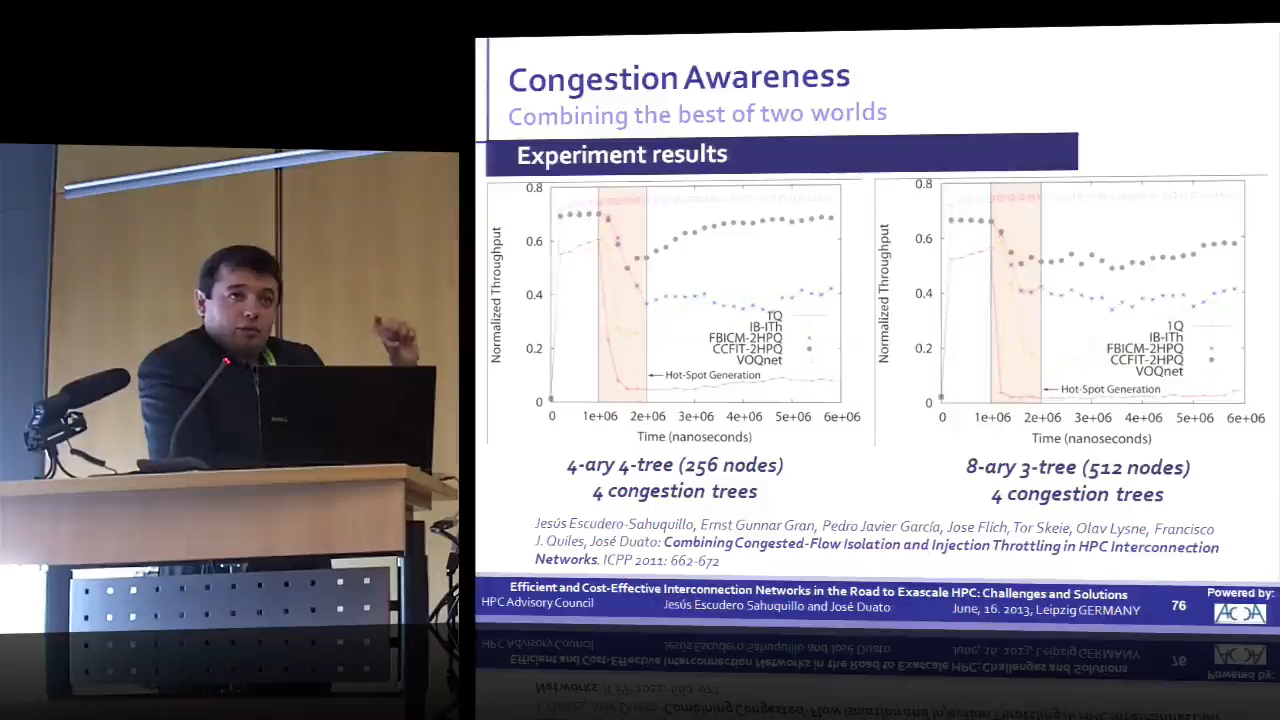 Congestion Awareness
Combining the best of two worlds
Experiment results
0.8
0.6
0.4
0.2
0
Normalized Throughput
1Q
IB-ITh
FBICM-2HPQ
CCFIT-2HPQ
VOQnet
Hot-Spot Generation
0 1e+06 2e+06 3e+06 4e+06 5e+06 6e+06
Time (nanoseconds)
4-ary 4-tree (256 nodes)
4 congestion trees
0.8
0.6
0.4
0.2
0
Normalized Throughput
1Q
IB-ITh
FBICM-2HPQ
CCFIT-2HPQ
VOQnet
Hot-Spot Generation
0 1e+06 2e+06 3e+06 4e+06 5e+06 6e+06
Time (nanoseconds)
8-ary 3-tree (512 nodes)
4 congestion trees
Jesús Escudero-Sahuquillo, Ernst Gunnar Gran, Pedro Javier García, Jose Flich, Tor Skeie, Olav Lysne, Francisco
J. Quiles, José Duato: Combining Congested-Flow Isolation and Injection Throttling in HPC Interconnection
Networks. ICPP 2011: 662-672
Efficient and Cost-Effective Interconnection Networks in the Road to Exascale HPC: Challenges and Solutions
HPC Advisory Council Jesús Escudero Sahuquillo and José Duato June, 16. 2013, Leipzig GERMANY 76
Powered by:
DELL